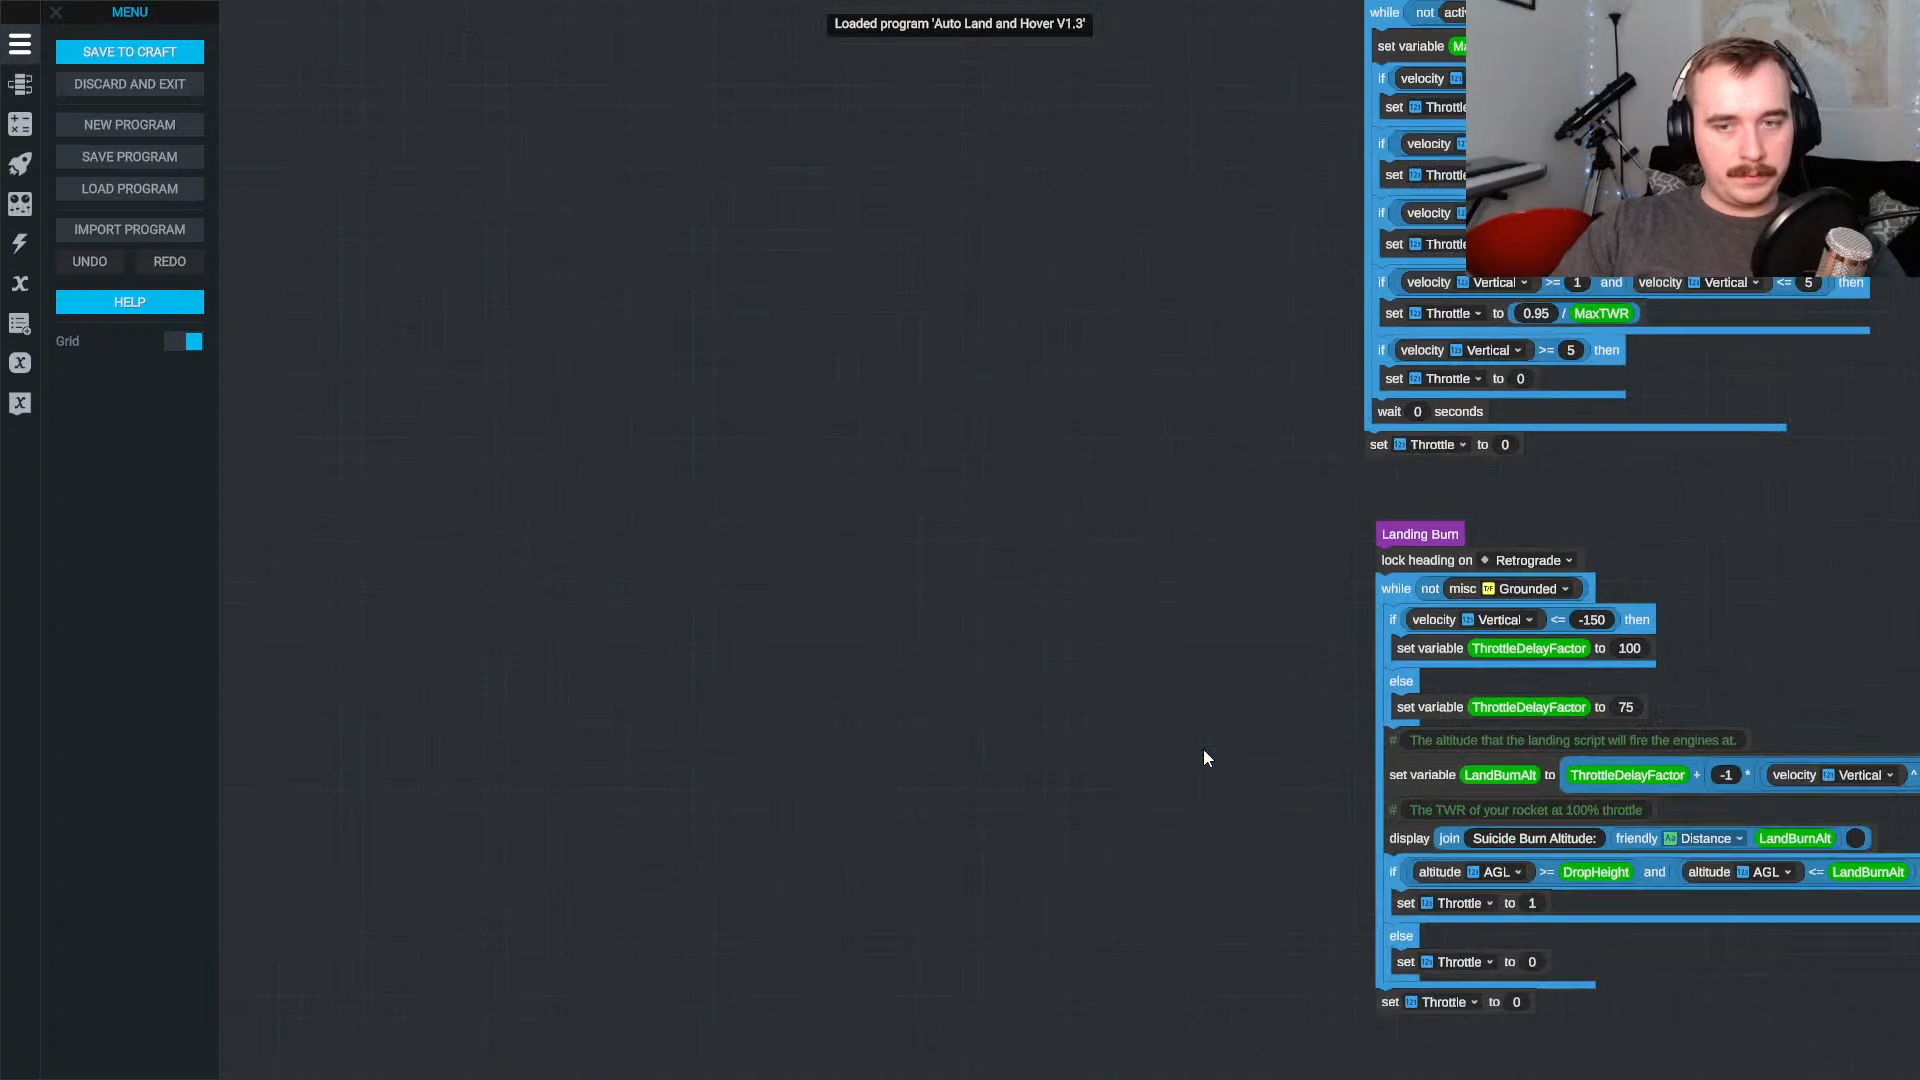 MENU
SAVE TO CRAFT
DISCARD AND EXIT
NEW PROGRAM
SAVE PROGRAM
LOAD PROGRAM
IMPORT PROGRAM
UNDO REDO
HELP
Grid
Loaded program 'Auto Land and Hover V1.3'
while not
set variable
if velocity
set
if velocity
set
if velocity
set
if velocity Vertical >= 1 and velocity Vertical <= 5 then
set Throttle to 0.95 / MaxTWR
if velocity Vertical >= 5 then
set Throttle to 0
wait 0 seconds
set Throttle to 0
Landing Burn
lock heading on Retrograde
while not misc T/F Grounded
if velocity Vertical <= -150 then
set variable ThrottleDelayFactor to 100
else
set variable ThrottleDelayFactor to 75
# The altitude that the landing script will fire the engines at.
set variable LandBurnAlt to ThrottleDelayFactor + -1 * velocity Vertical ^
# The TWR of your rocket at 100% throttle
display join Suicide Burn Altitude: friendly Aa Distance LandBurnAlt
if altitude AGL >= DropHeight and altitude AGL <= LandBurnAlt
set Throttle to 1
else
set Throttle to 0
set Throttle to 0